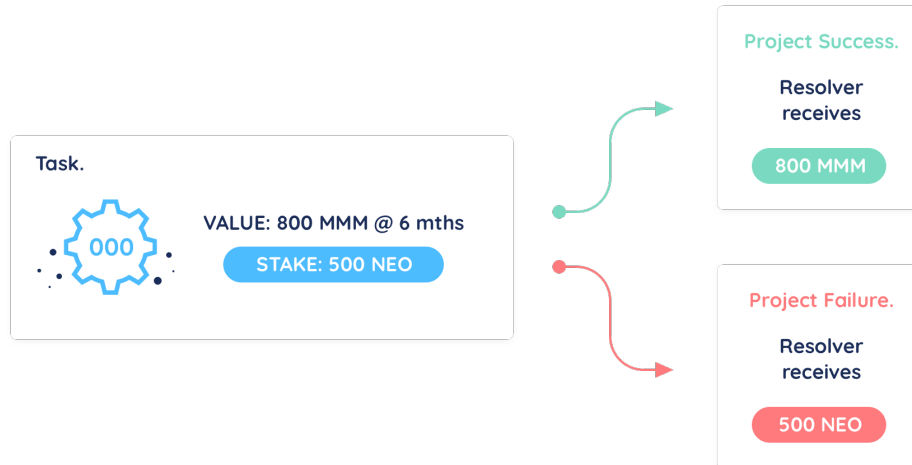 Task.
000
VALUE: 800 MMM @ 6 mths
STAKE: 500 NEO
Project Success.
Resolver
receives
800 MMM
Project Failure.
Resolver
receives
500 NEO